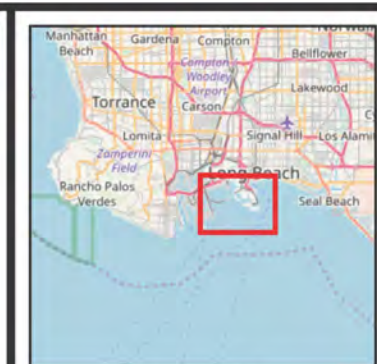 Manhattan
Beach
Gardena
Compton
Bellflower
Compton
Woodley
Airport
Lakewood
Torrance
Carson
Lomita
Signal Hill
Los Alami
Zamperini
Field
Long Beach
Rancho Palos
Verdes
Seal Beach